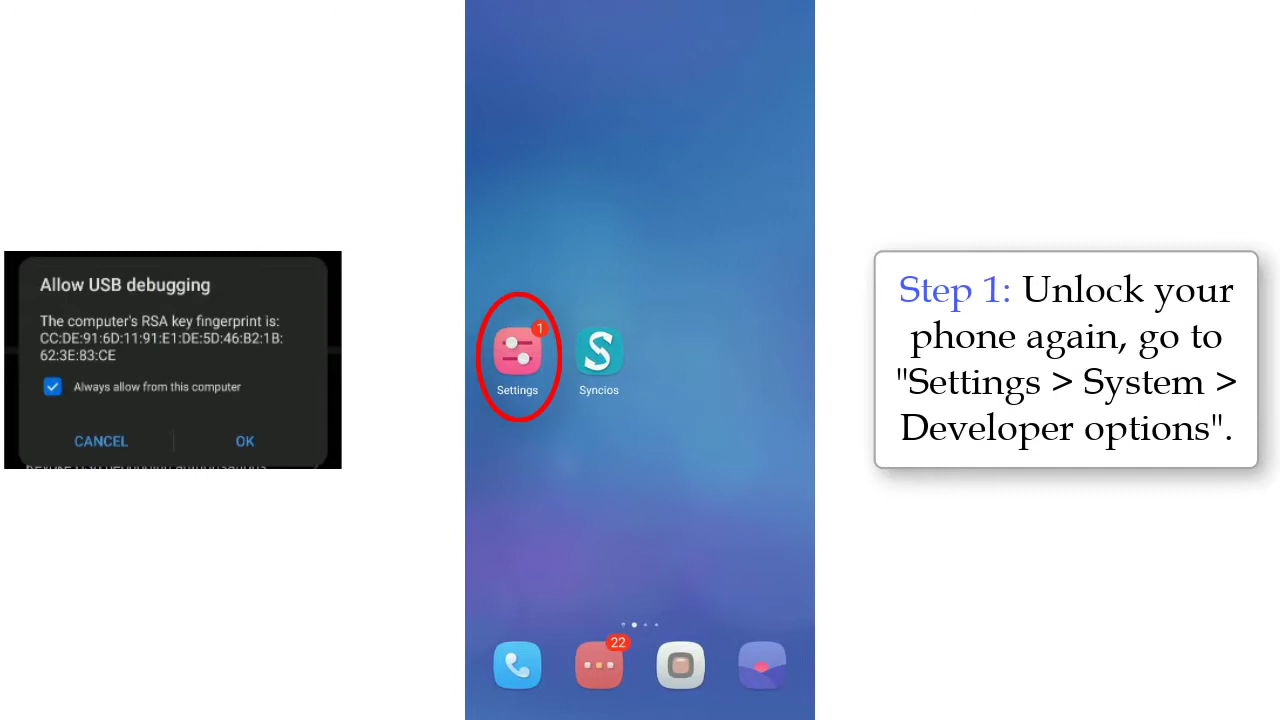 Allow USB debugging
The computer's RSA key fingerprint is:
CC:DE:91:6D:11:91:E1:DE:5D:46:B2:1B:
62:3E:83:CE
Always allow from this computer
CANCEL
OK
1
Settings
Syncios
22
Step 1: Unlock your
phone again, go to
"Settings > System >
Developer options".